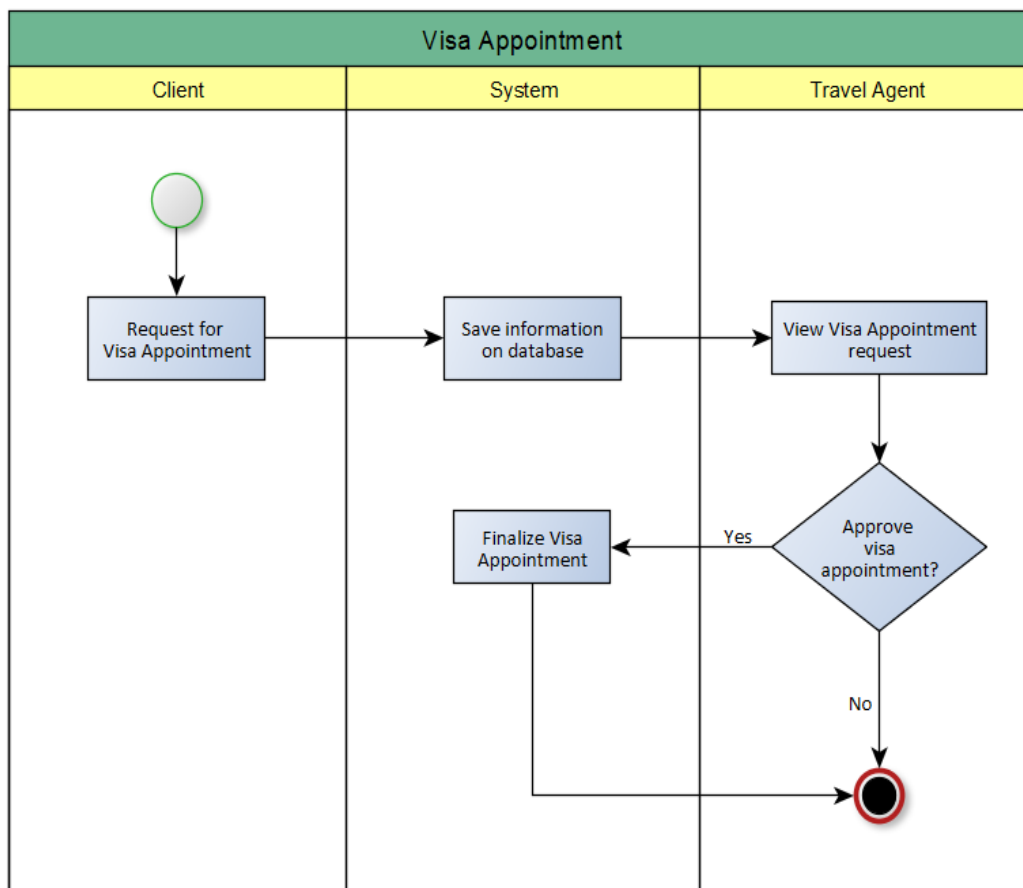 Visa Appointment
Client
System
Travel Agent
Request for
Visa Appointment
Save information
on database
View Visa Appointment
request
Approve
visa
appointment?
Yes
Finalize Visa
Appointment
No